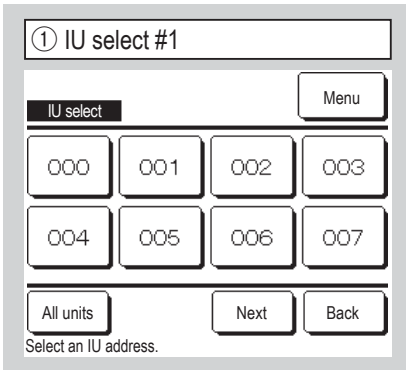 ① IU select #1
Menu
IU select
000 001 002 003
004 005 006 007
All units Next Back
Select an IU address.